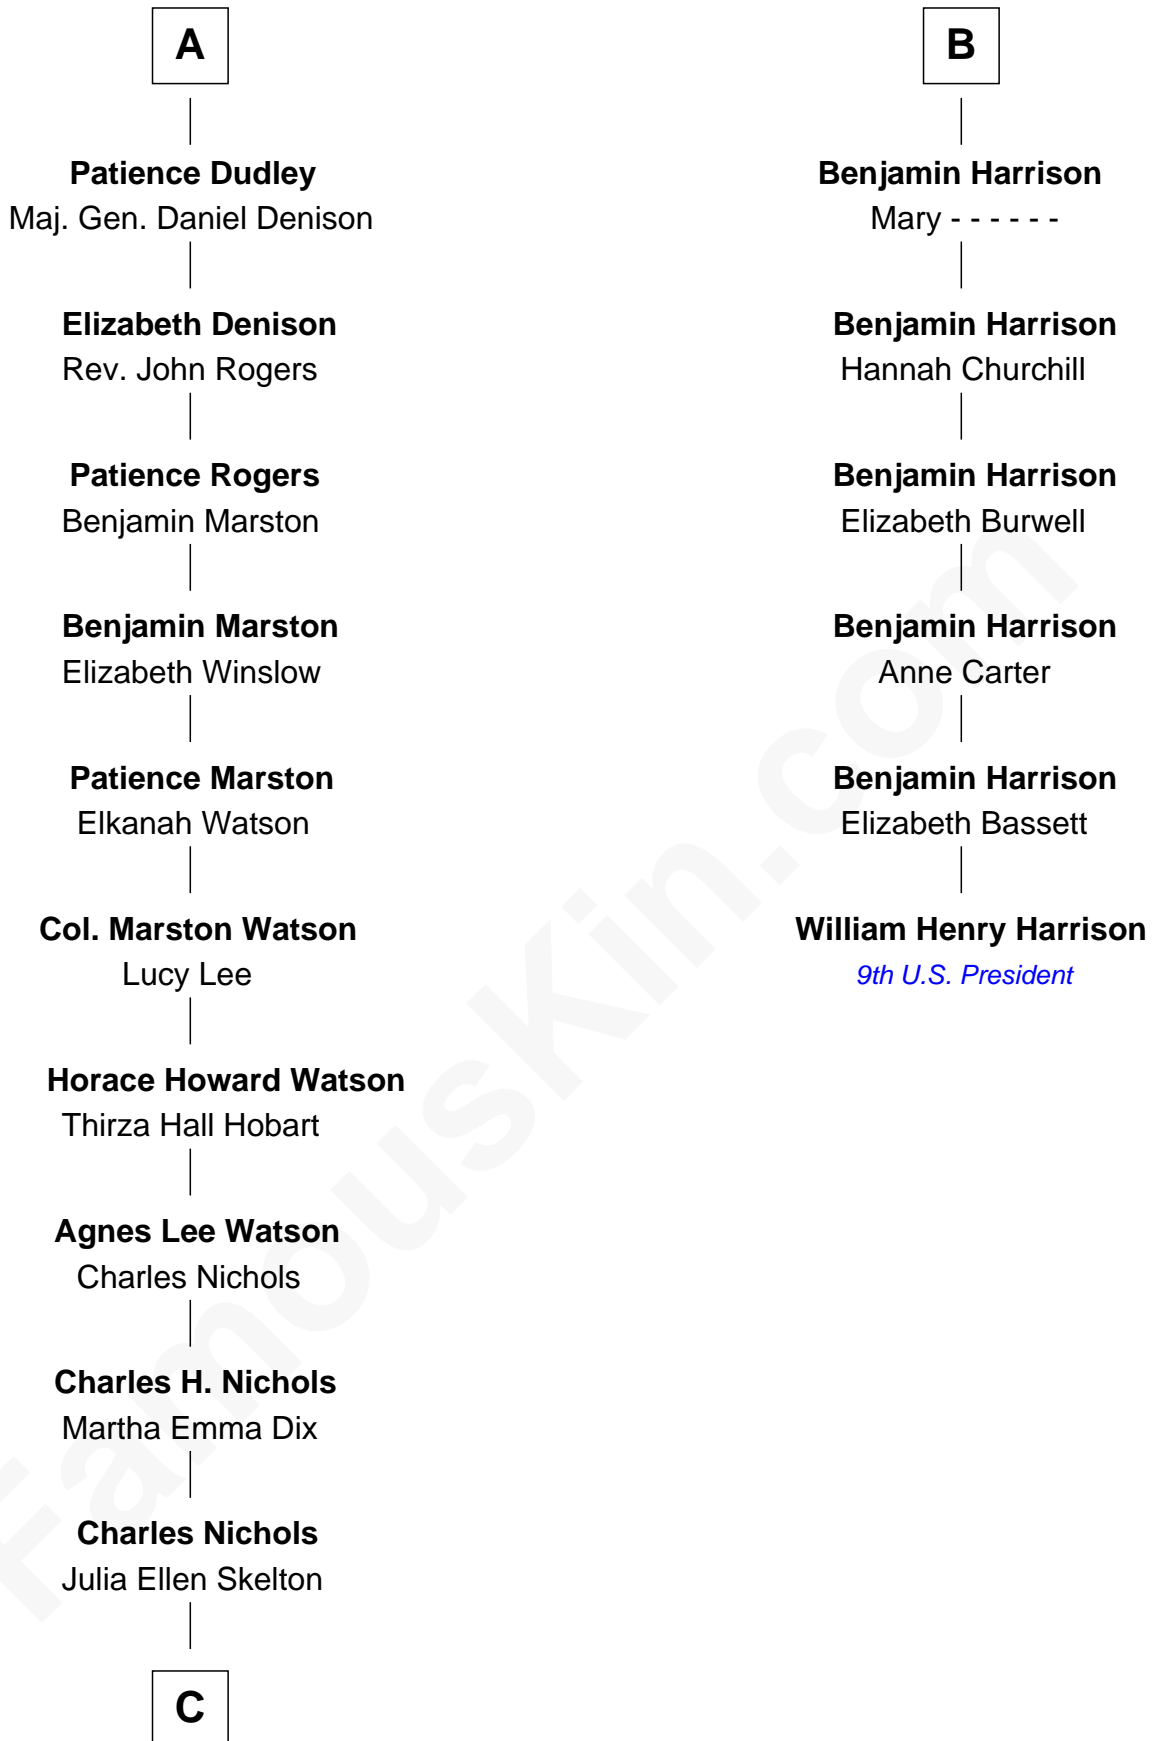 A
Patience Dudley
Maj. Gen. Daniel Denison
Elizabeth Denison
Rev. John Rogers
Patience Rogers
Benjamin Marston
Benjamin Marston
Elizabeth Winslow
Patience Marston
Elkanah Watson
Col. Marston Watson
Lucy Lee
Horace Howard Watson
Thirza Hall Hobart
Agnes Lee Watson
Charles Nichols
Charles H. Nichols
Martha Emma Dix
Charles Nichols
Julia Ellen Skelton
C
B
Benjamin Harrison
Mary - - - - - -
Benjamin Harrison
Hannah Churchill
Benjamin Harrison
Elizabeth Burwell
Benjamin Harrison
Anne Carter
Benjamin Harrison
Elizabeth Bassett
William Henry Harrison
9th U.S. President
FamousKin.com